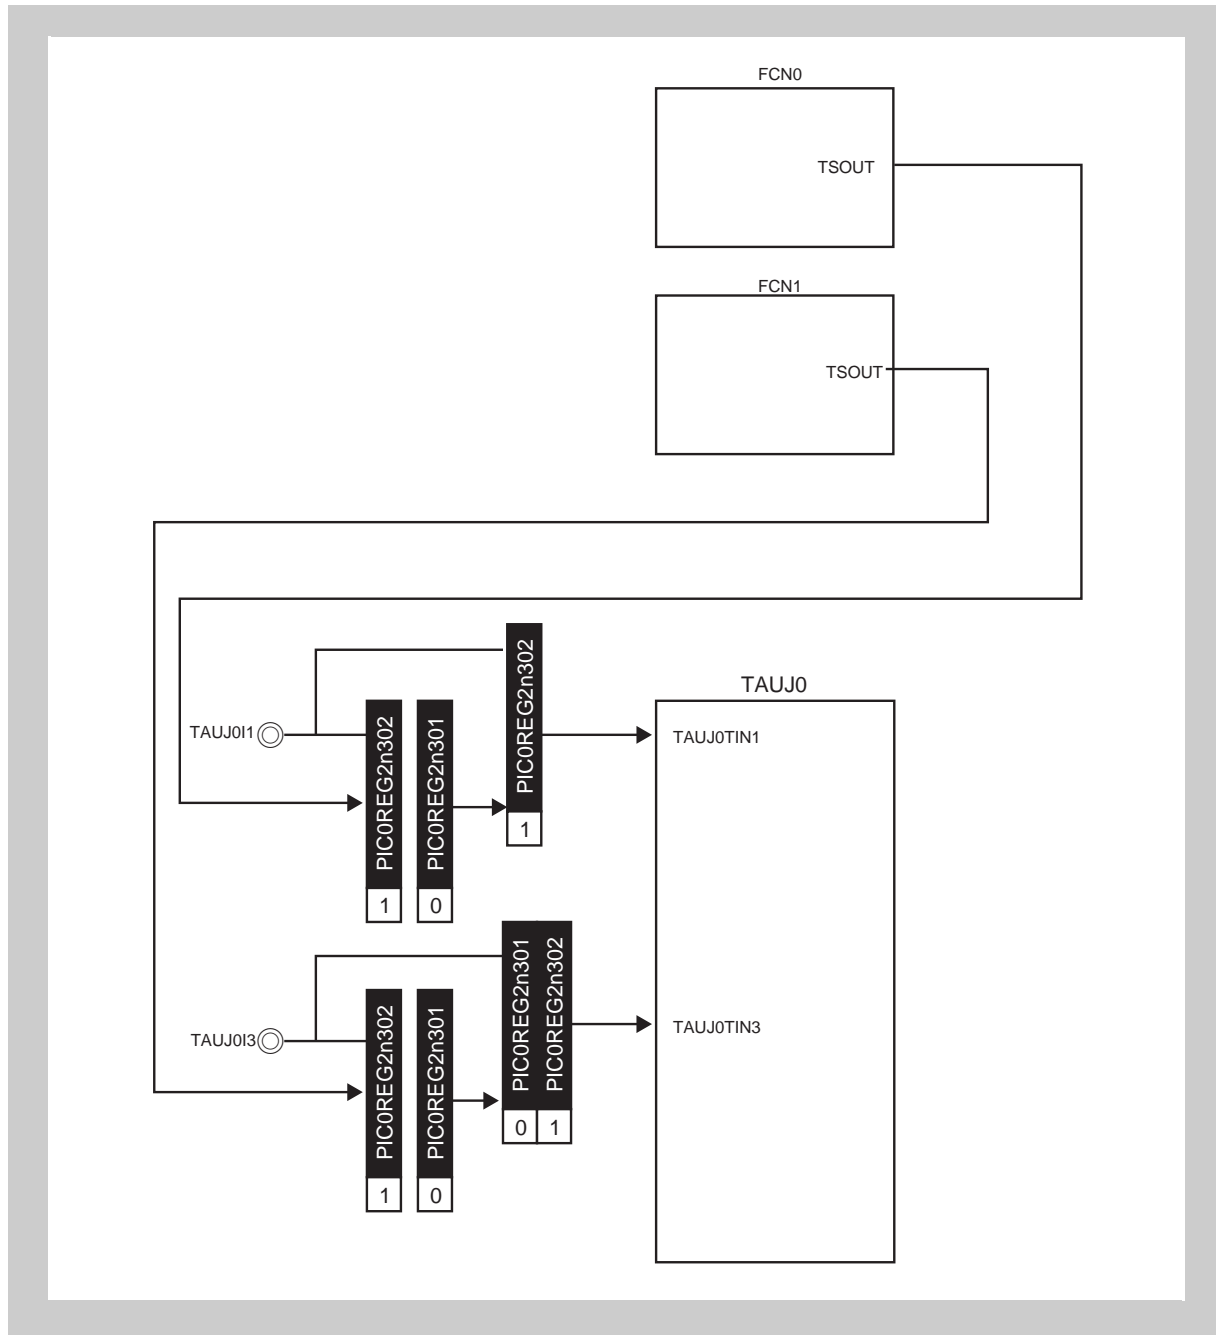 FCN0
TSOUT
FCN1
TSOUT
PIC0REG2n302
1
TAUJ0
TAUJ0I1
PIC0REG2n302
1
PIC0REG2n301
0
TAUJ0TIN1
PIC0REG2n301
0
PIC0REG2n302
1
TAUJ0I3
PIC0REG2n302
1
PIC0REG2n301
0
TAUJ0TIN3